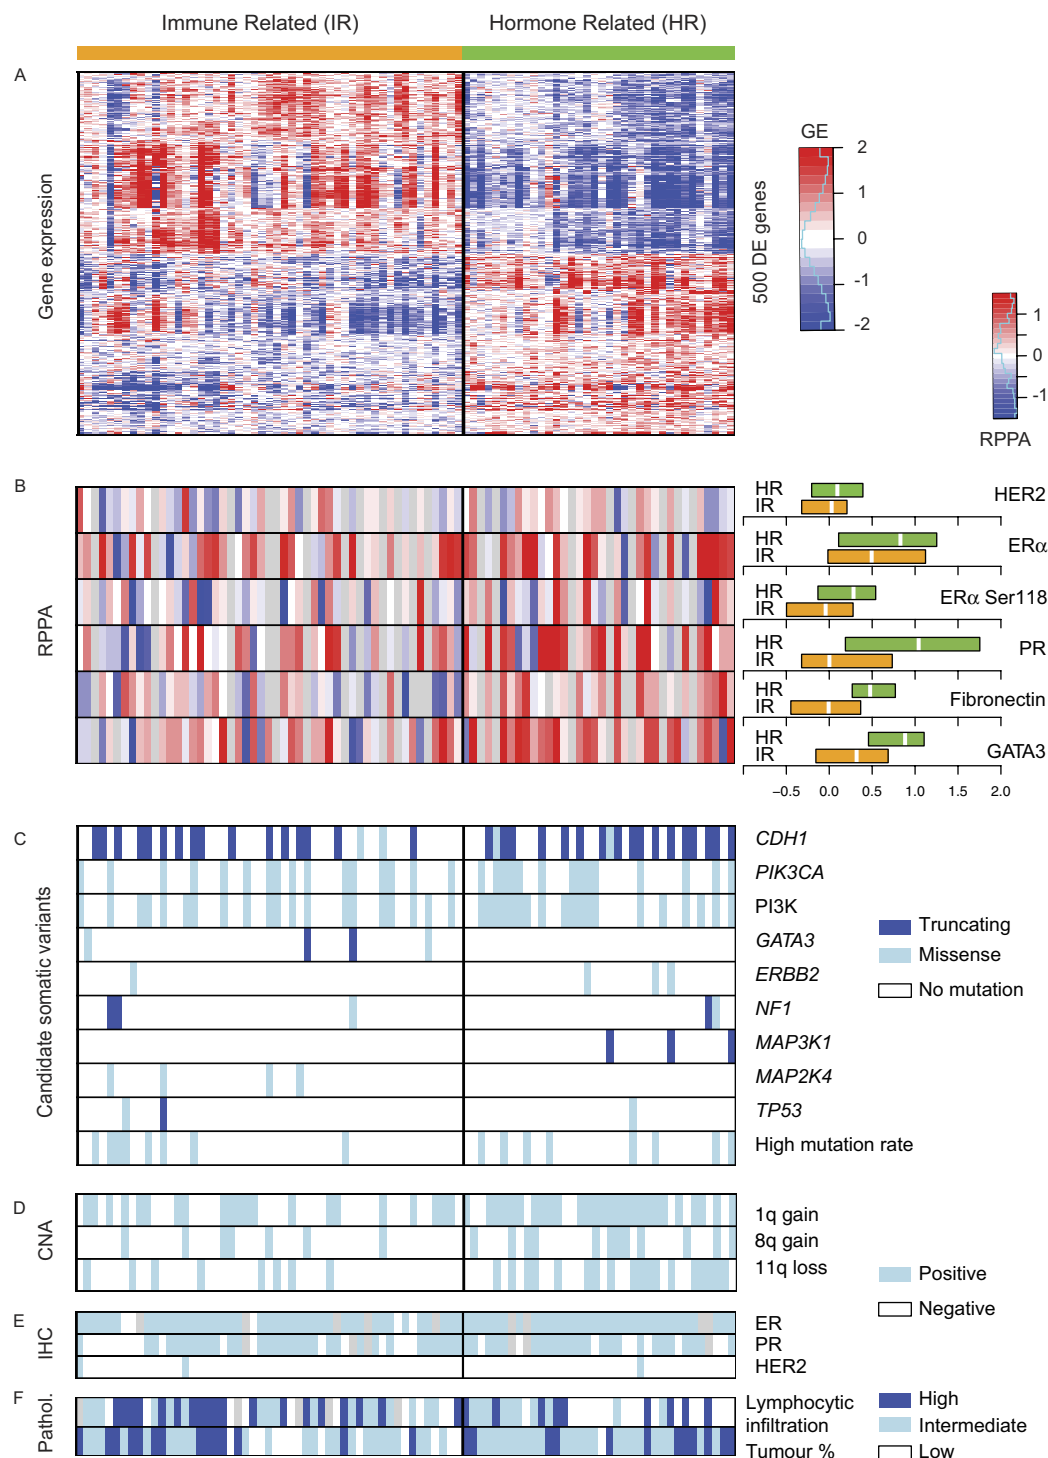 Immune Related (IR)
Hormone Related (HR)
A
Gene expression
500 DE genes
GE
2
1
0
-1
-2
1
0
-1
RPPA
B
RPPA
HR
IR
HER2
HR
IR
ERα
HR
IR
ERα Ser118
HR
IR
PR
HR
IR
Fibronectin
HR
IR
GATA3
−0.5 0.0 0.5 1.0 1.5 2.0
C
Candidate somatic variants
CDH1
PIK3CA
PI3K
GATA3
ERBB2
NF1
MAP3K1
MAP2K4
TP53
High mutation rate
Truncating
Missense
No mutation
D
CNA
1q gain
8q gain
11q loss
Positive
Negative
E
IHC
ER
PR
HER2
F
Pathol.
Lymphocytic
infiltration
Tumour %
High
Intermediate
Low